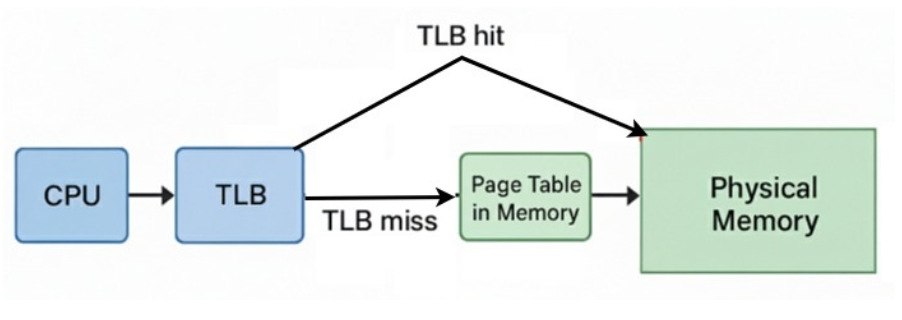 TLB hit
CPU
TLB
TLB miss
Page Table
in Memory
Physical
Memory